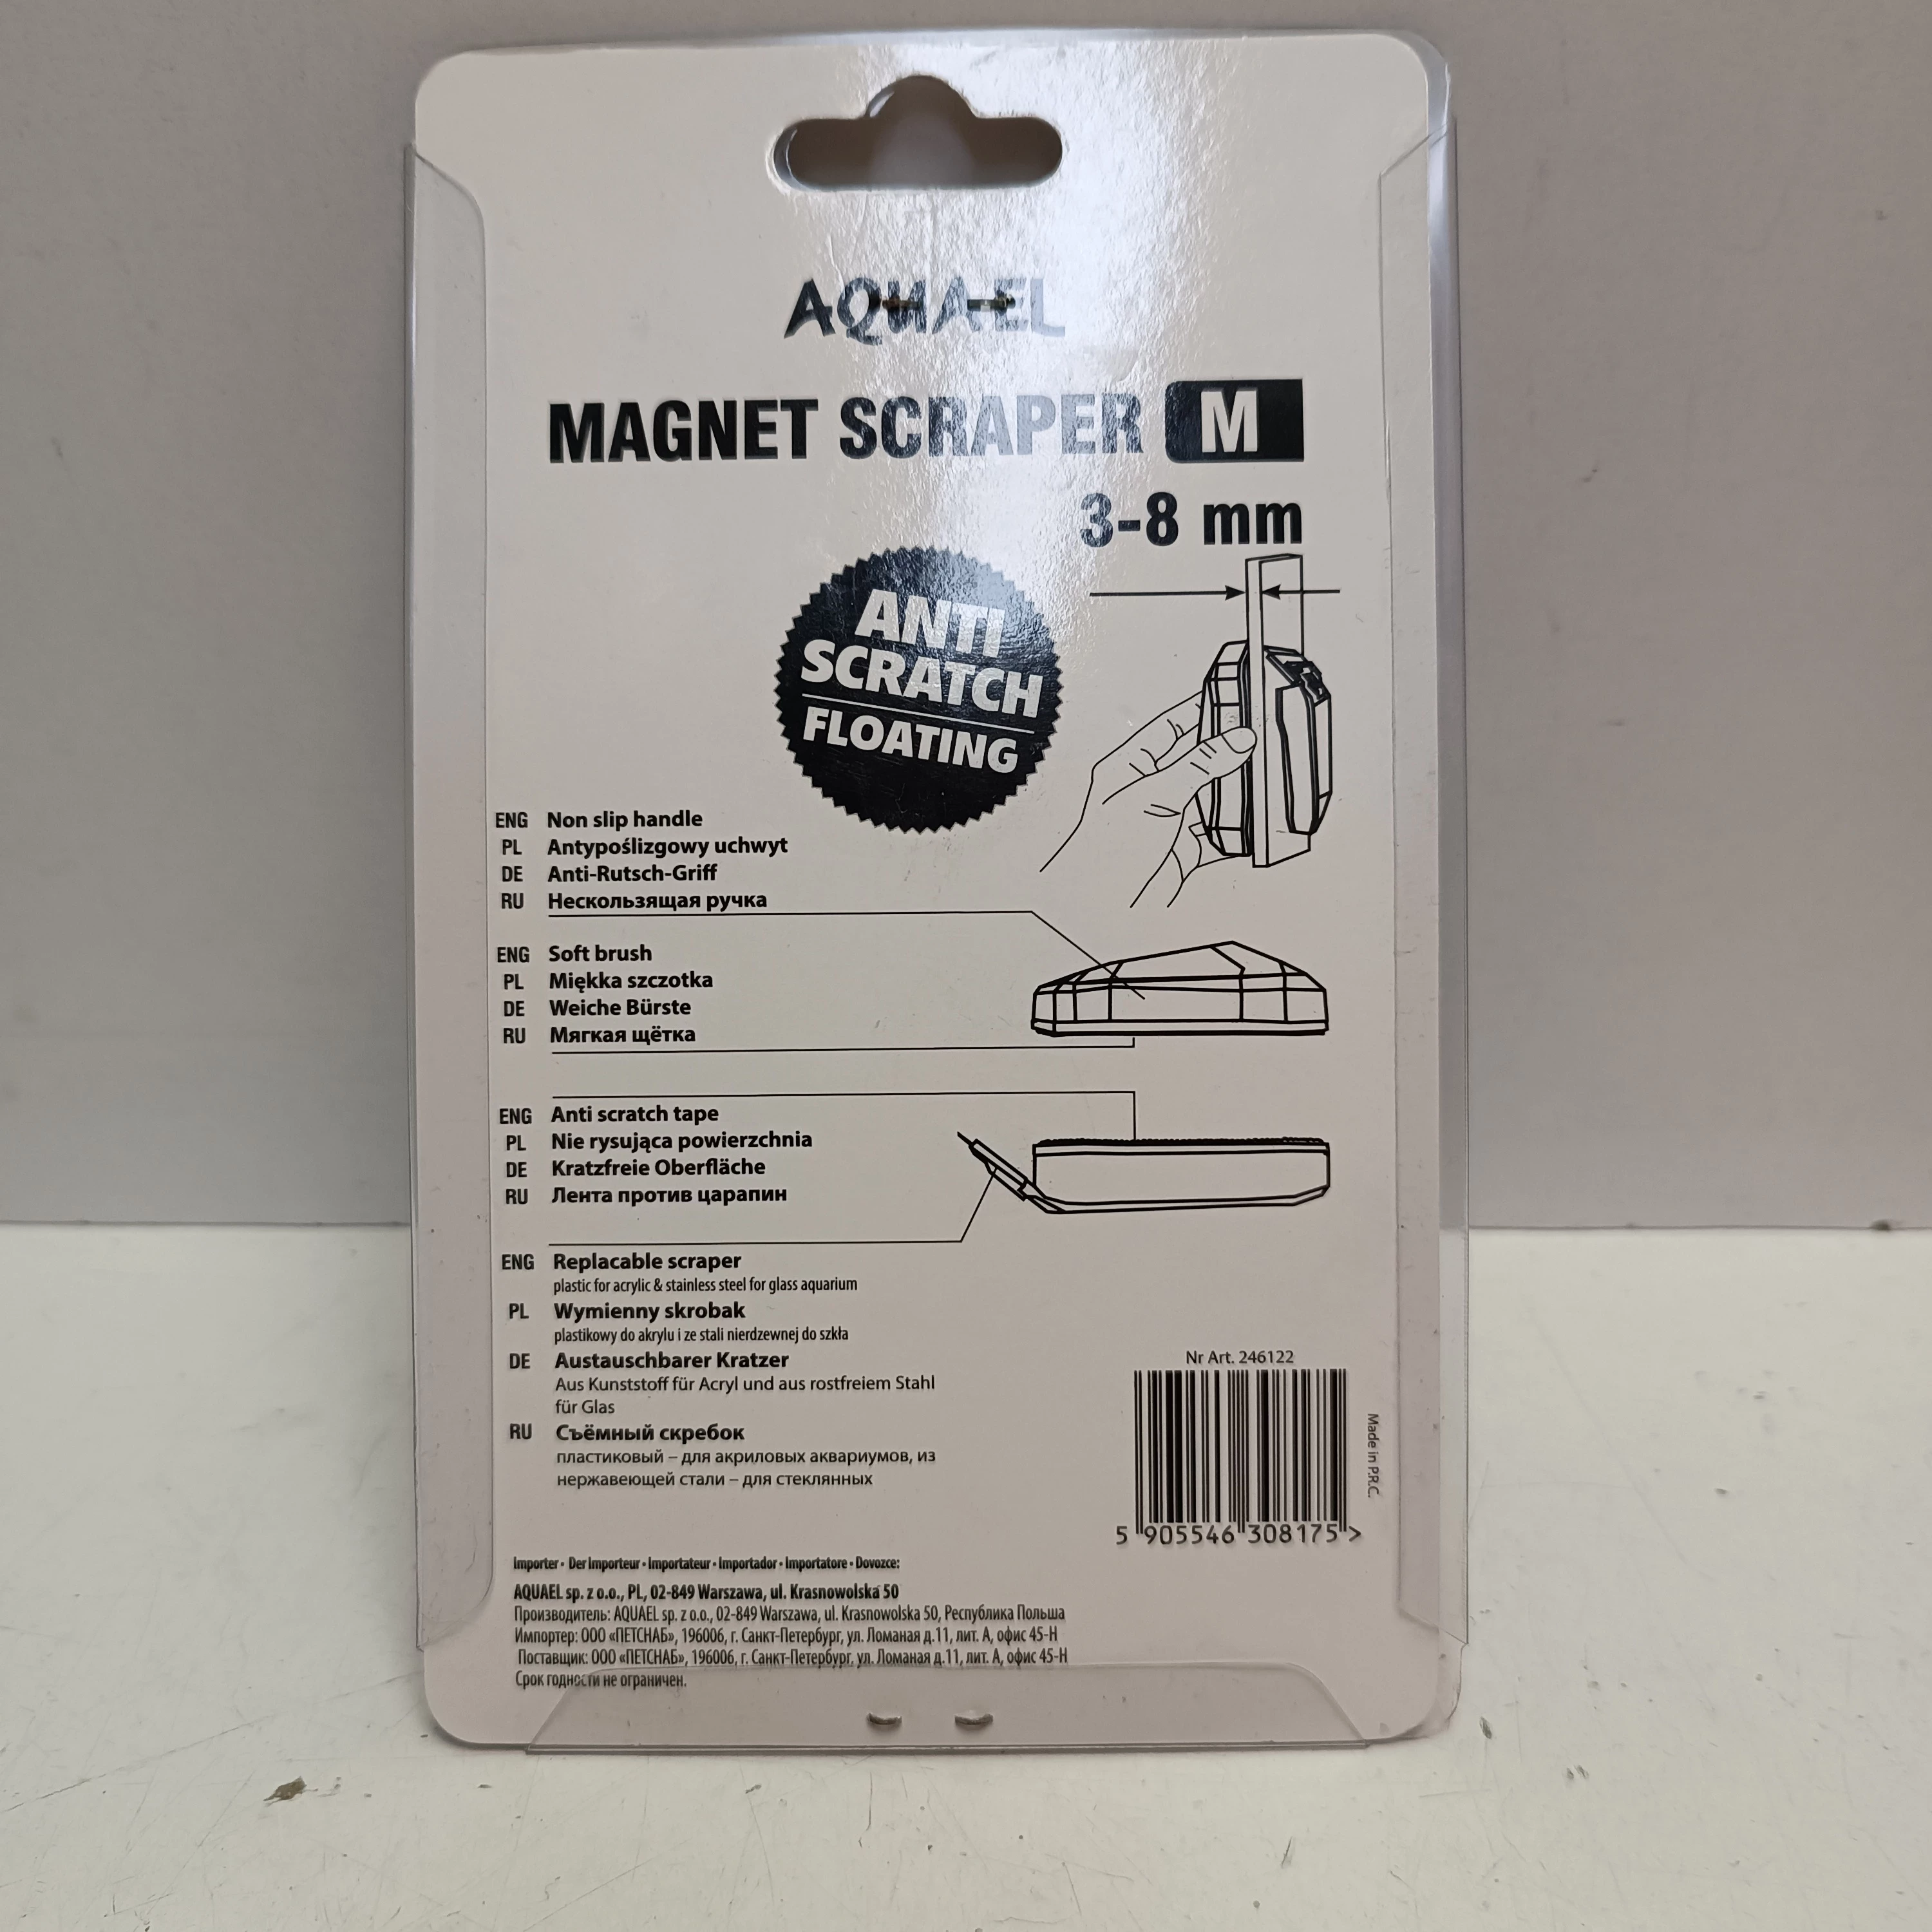 AQUAEL
MAGNET SCRAPER M
3-8 mm
ANTI
SCRATCH
FLOATING
ENG Non slip handle
PL Antypoślizgowy uchwyt
DE Anti-Rutsch-Griff
RU Нескользящая ручка
ENG Soft brush
PL Miękka szczotka
DE Weiche Bürste
RU Мягкая щётка
ENG Anti scratch tape
PL Nie rysująca powierzchnia
DE Kratzfreie Oberfläche
RU Лента против царапин
ENG Replacable scraper
plastic for acrylic & stainless steel for glass aquarium
PL Wymienny skrobak
plastikowy do akrylu i ze stali nierdzewnej do szkła
DE Austauschbarer Kratzer
Aus Kunststoff für Acryl und aus rostfreiem Stahl
für Glas
RU Съёмный скребок
пластиковый – для акриловых аквариумов, из
нержавеющей стали – для стеклянных
Nr Art. 246122
5 905546 308175 >
Made in P.R.C.
Importer • Der Importeur • Importateur • Importador • Importatore • Dovozce:
AQUAEL sp. z o.o., PL, 02-849 Warszawa, ul. Krasnowolska 50
Производитель: AQUAEL sp. z o.o., 02-849 Warszawa, ul. Krasnowolska 50, Республика Польша
Импортер: ООО «ПЕТСНАБ», 196006, г. Санкт-Петербург, ул. Ломаная д.11, лит. А, офис 45-Н
Поставщик: ООО «ПЕТСНАБ», 196006, г. Санкт-Петербург, ул. Ломаная д.11, лит. А, офис 45-Н
Срок годности не ограничен.